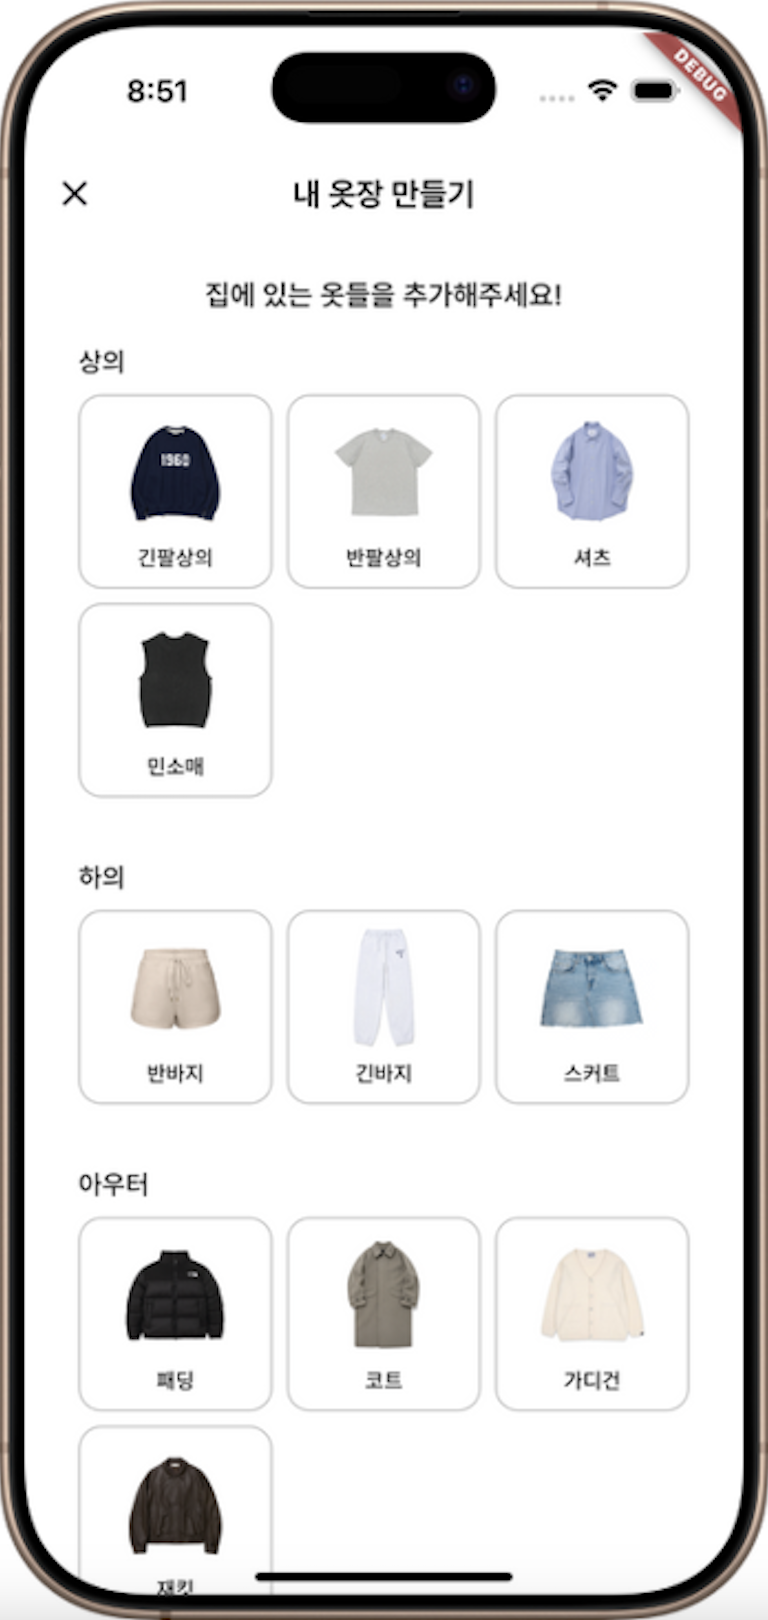 8:51
DEBUG
내 옷장 만들기
집에 있는 옷들을 추가해주세요!
상의
1960
긴팔상의
반팔상의
셔츠
민소매
하의
반바지
긴바지
스커트
아우터
패딩
코트
가디건
재킷